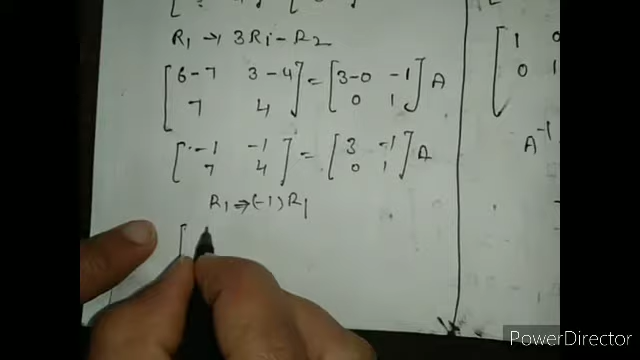 R₁ → 3R₁ - R₂
[6-7 3-4] = [3-0 -1] A
[7 4] [0 1]
[-1 -1] = [3 -1] A
[7 4] [0 1]
R₁ ⇒ (-1) R₁
[
[1 0
0 1
A⁻¹
PowerDirector